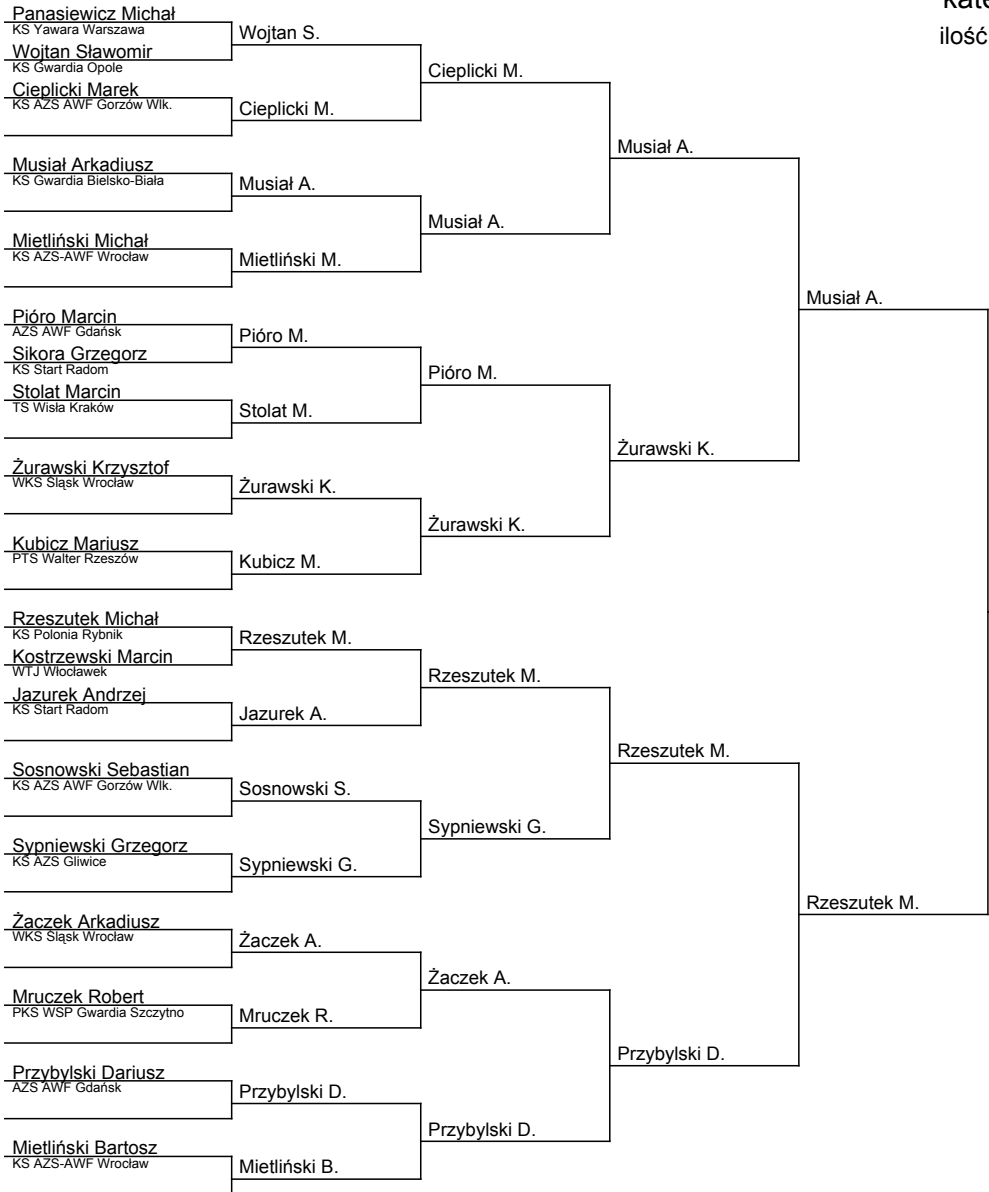 kate
ilość
Panasiewicz Michał
KS Yawara Warszawa
Wojtan Sławomir
KS Gwardia Opole
Cieplicki Marek
KS AZS AWF Gorzów Wlk.
Musiał Arkadiusz
KS Gwardia Bielsko-Biała
Mietliński Michał
KS AZS-AWF Wrocław
Pióro Marcin
AZS AWF Gdańsk
Sikora Grzegorz
KS Start Radom
Stolat Marcin
TS Wisła Kraków
Żurawski Krzysztof
WKS Śląsk Wrocław
Kubicz Mariusz
PTS Walter Rzeszów
Rzeszutek Michał
KS Polonia Rybnik
Kostrzewski Marcin
WTJ Włocławek
Jazurek Andrzej
KS Start Radom
Sosnowski Sebastian
KS AZS AWF Gorzów Wlk.
Sypniewski Grzegorz
KS AZS Gliwice
Żaczek Arkadiusz
WKS Śląsk Wrocław
Mruczek Robert
PKS WSP Gwardia Szczytno
Przybylski Dariusz
AZS AWF Gdańsk
Mietliński Bartosz
KS AZS-AWF Wrocław
Wojtan S.
Cieplicki M.
Musiał A.
Mietliński M.
Pióro M.
Stolat M.
Żurawski K.
Kubicz M.
Rzeszutek M.
Jazurek A.
Sosnowski S.
Sypniewski G.
Żaczek A.
Mruczek R.
Przybylski D.
Mietliński B.
Cieplicki M.
Musiał A.
Pióro M.
Żurawski K.
Rzeszutek M.
Sypniewski G.
Żaczek A.
Przybylski D.
Musiał A.
Żurawski K.
Rzeszutek M.
Przybylski D.
Musiał A.
Rzeszutek M.